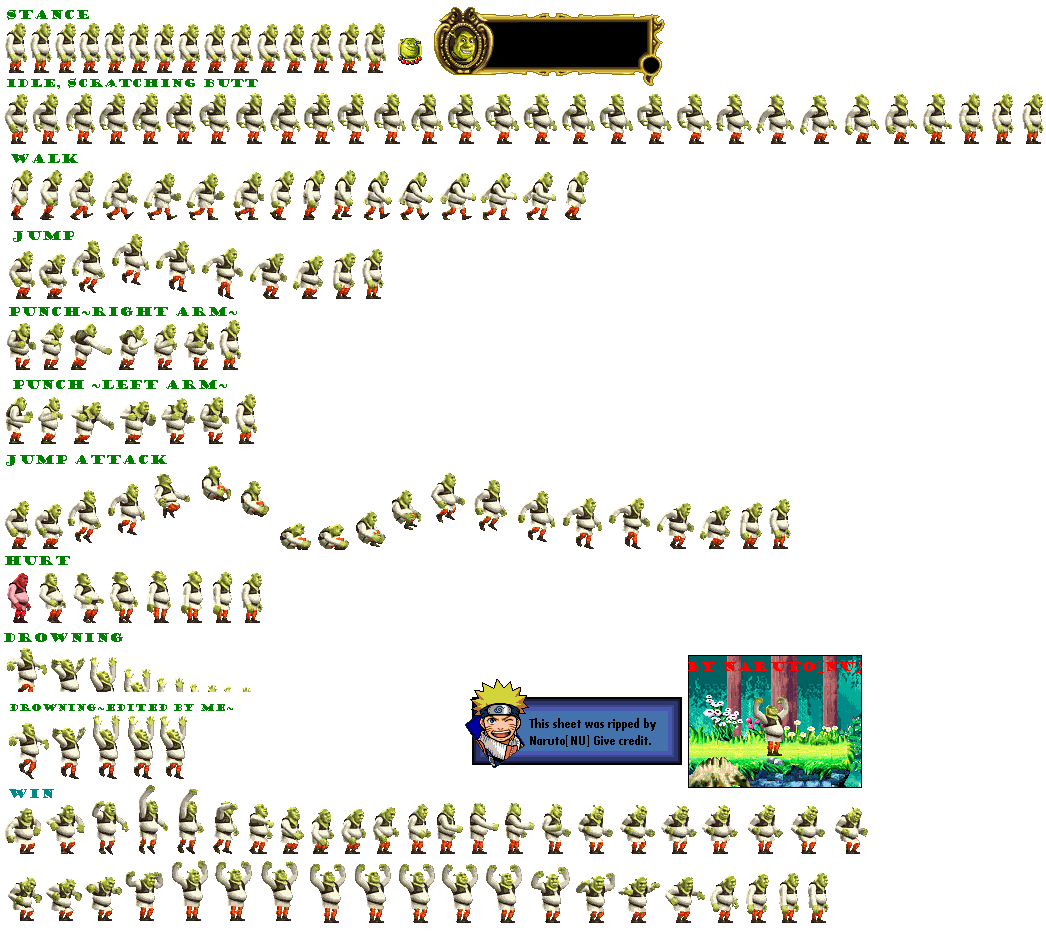 STANCE
IDLE, SCRATCHING BUTT
WALK
JUMP
PUNCH~RIGHT ARM~
PUNCH ~LEFT ARM~
JUMP ATTACK
HURT
DROWNING
BY NARUTO[NU]
DROWNING~EDITED BY ME~
This sheet was ripped by
Naruto[NU] Give credit.
WIN